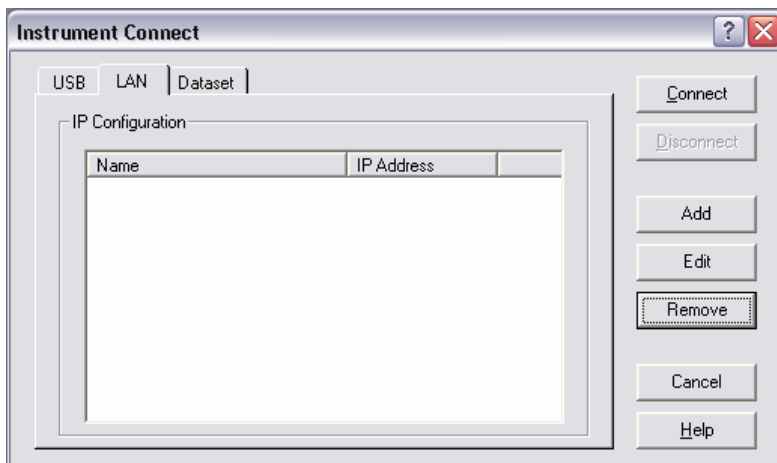 Instrument Connect
?
USB LAN Dataset
IP Configuration
Name IP Address
Connect
Disconnect
Add
Edit
Remove
Cancel
Help